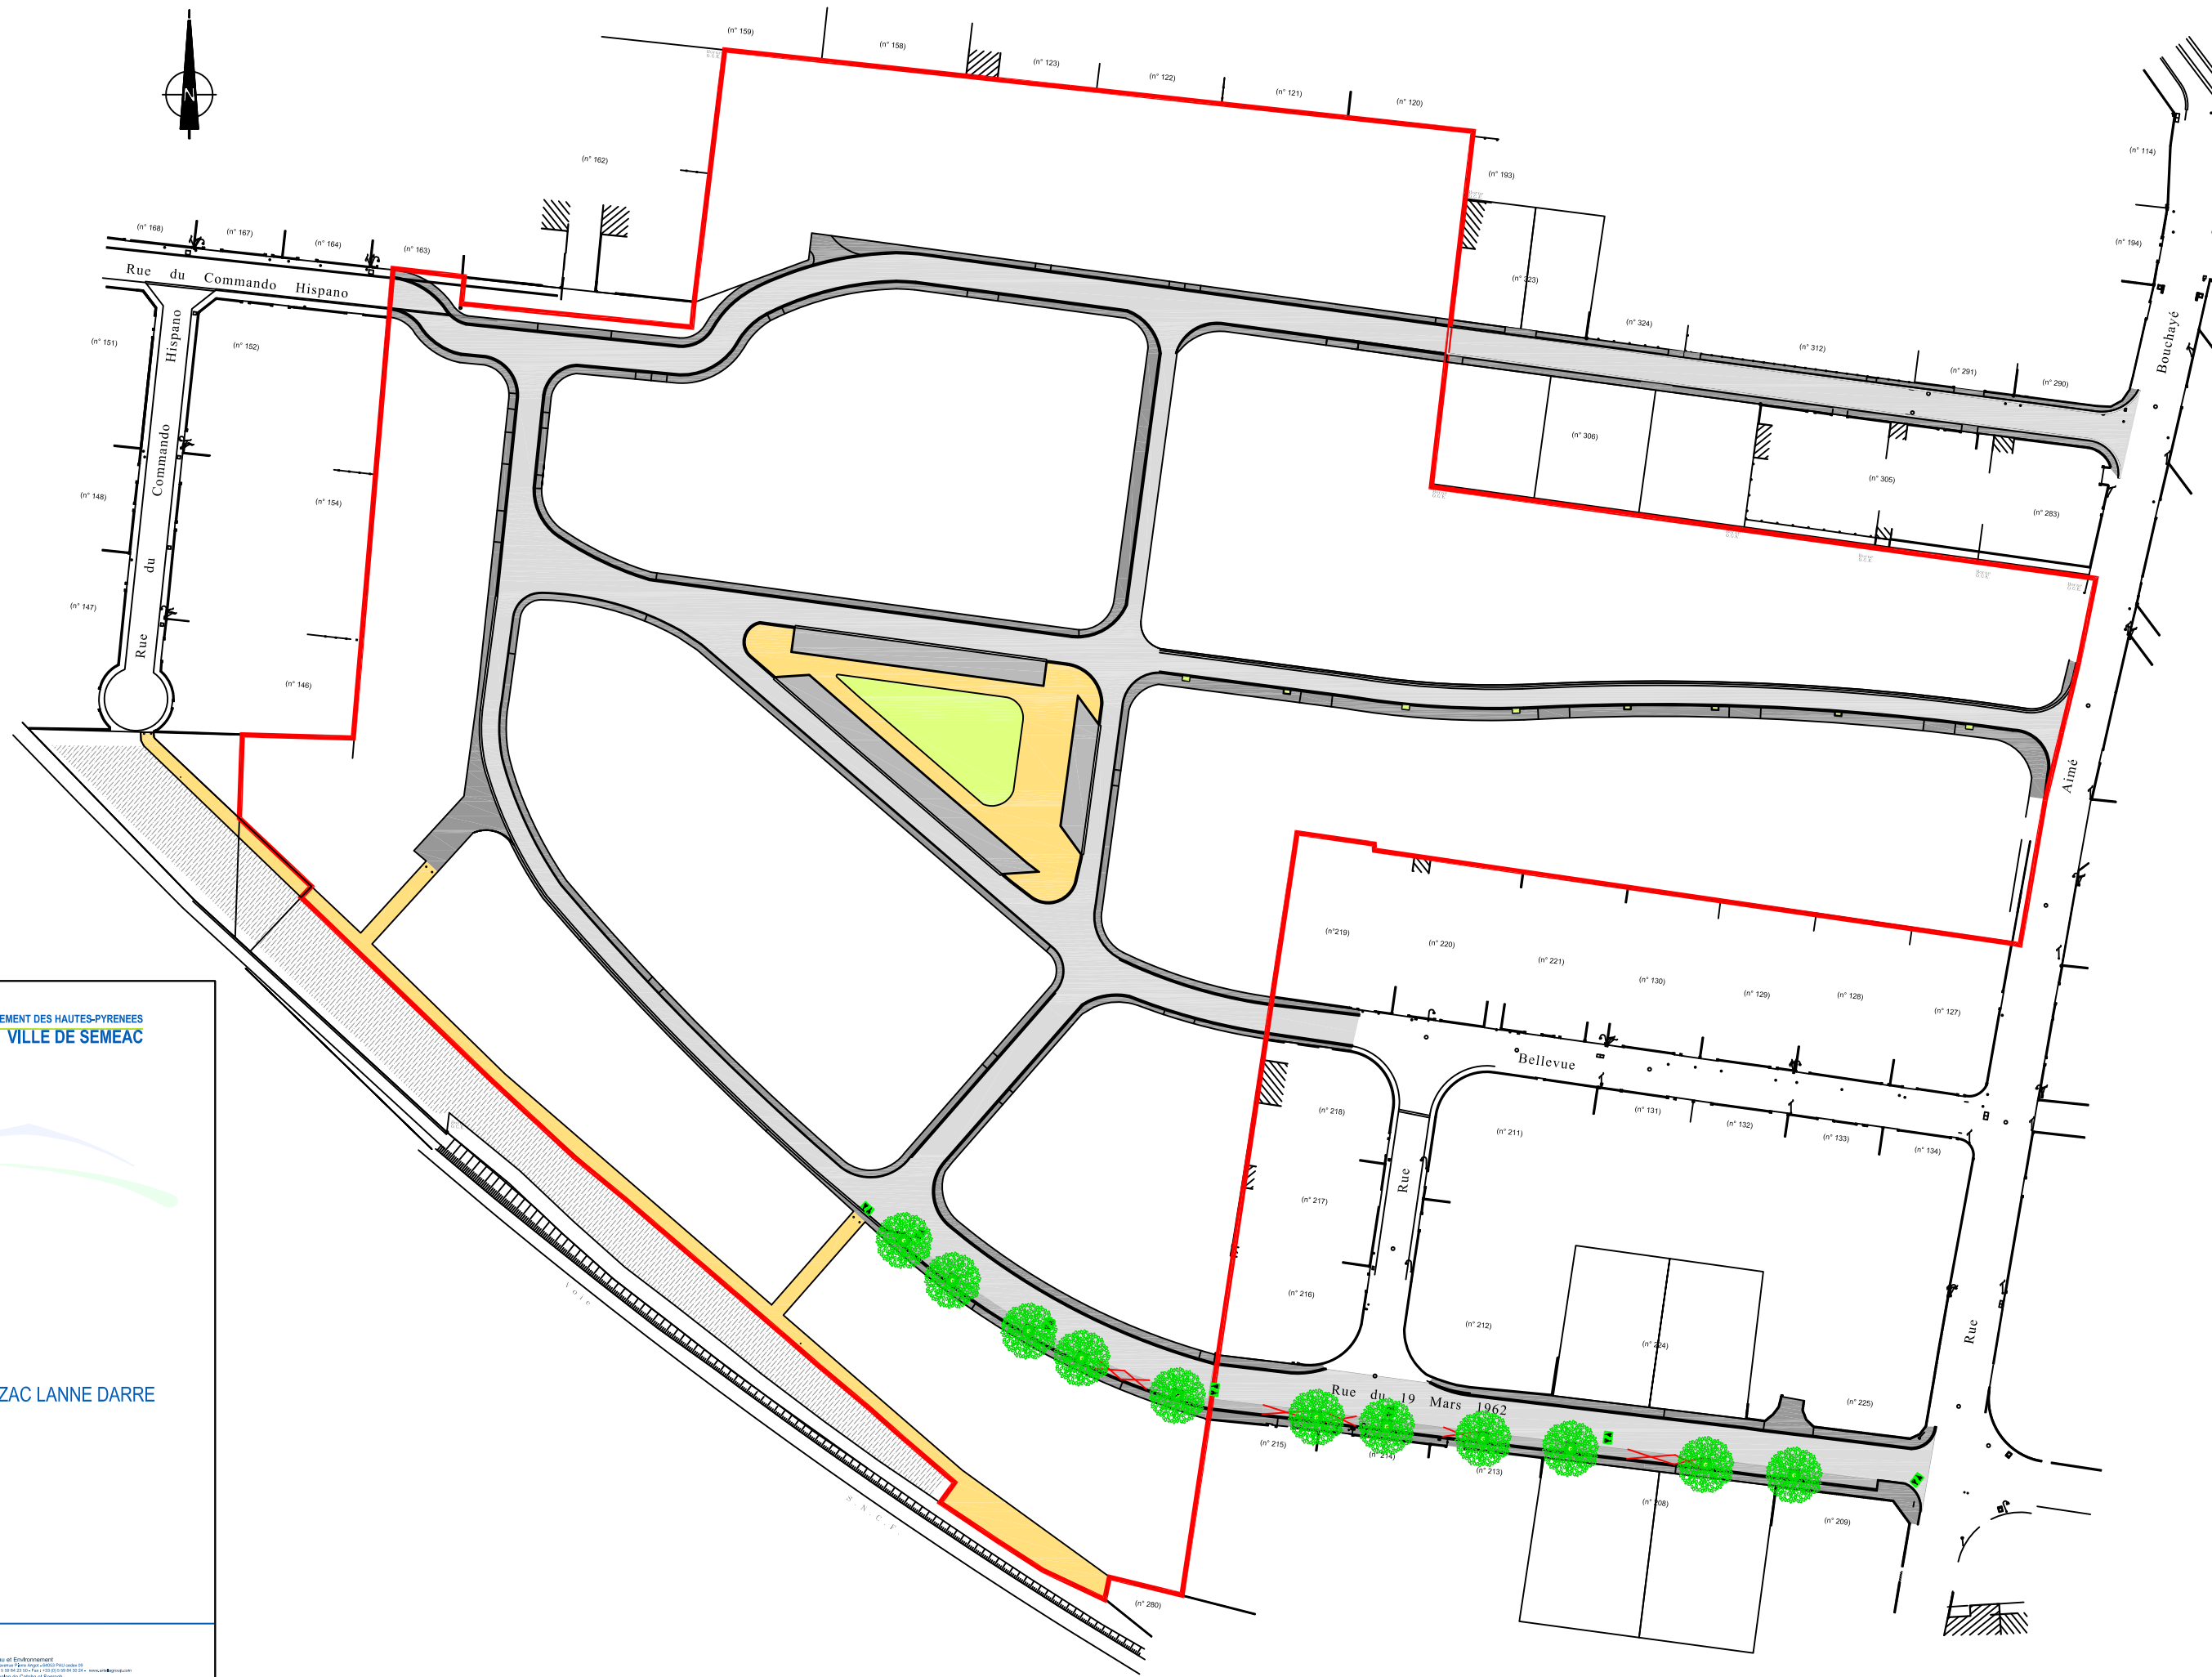 N
(n° 159)
(n° 158)
(n° 123)
(n° 122)
(n° 121)
(n° 120)
(n° 162)
(n° 193)
(n° 114)
(n° 194)
(n° 168)
(n° 167)
(n° 164)
(n° 163)
Rue du Commando Hispano
(n° 323)
(n° 324)
(n° 312)
(n° 291)
(n° 290)
(n° 151)
(n° 152)
(n° 306)
(n° 305)
(n° 283)
(n° 148)
(n° 154)
(n° 147)
(n° 146)
Rue du Commando Hispano
Rue Aimé Bouchayé
(n°219)
(n° 220)
(n° 221)
(n° 130)
(n° 129)
(n° 128)
(n° 127)
Bellevue
Rue
(n° 218)
(n° 217)
(n° 216)
(n° 211)
(n° 131)
(n° 132)
(n° 133)
(n° 134)
(n° 212)
(n° 224)
(n° 225)
Rue du 19 Mars 1962
(n° 215)
(n° 214)
(n° 213)
(n° 208)
(n° 209)
(n° 280)
Voie
S.N.C.F.
EMENT DES HAUTES-PYRENEES
VILLE DE SEMEAC
ZAC LANNE DARRE